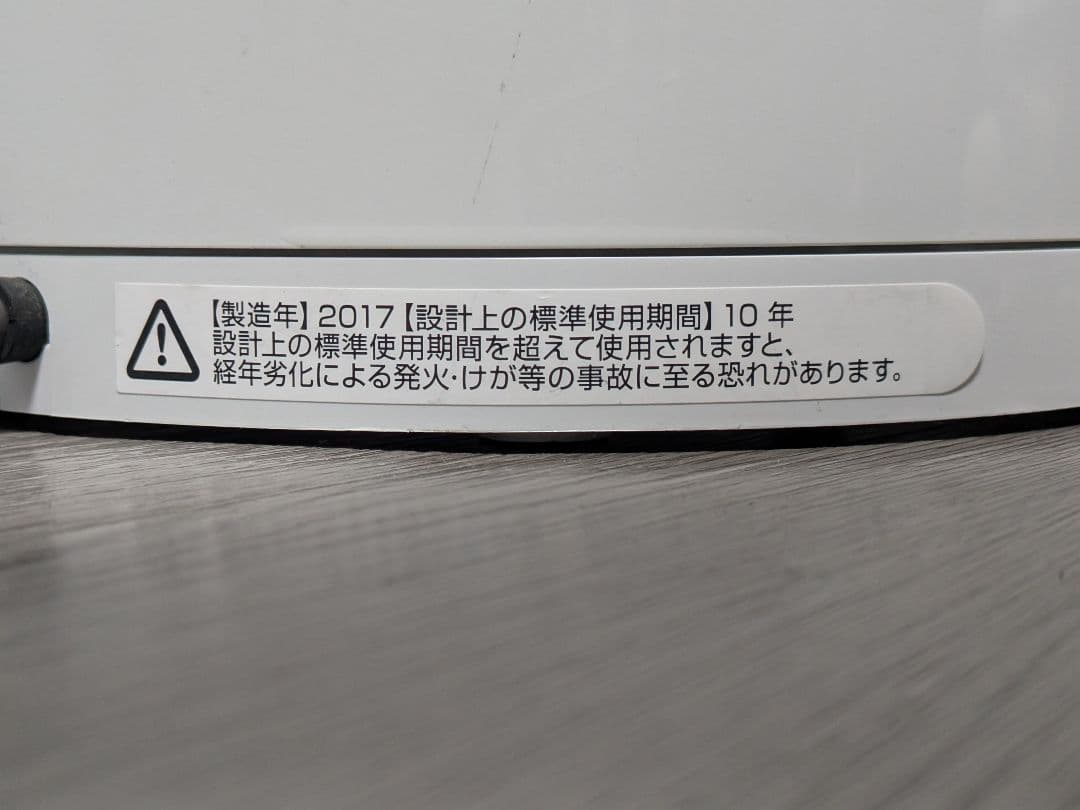 【製造年】2017【設計上の標準使用期間】10 年
設計上の標準使用期間を超えて使用されますと、
経年劣化による発火·けが等の事故に至る恐れがあります。